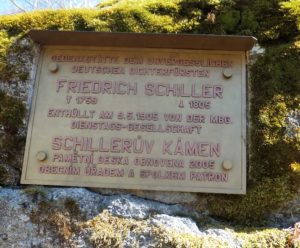 GEDENKSTÄTTE DEM UNVERGESSLICHEN
DEUTSCHEN DICHTERFÜRSTEN
FRIEDRICH SCHILLER
* 1759 † 1805
ENTHÜLLT AM 9.5.1905 VON DER MBG.
DIENSTAGS-GESELLSCHAFT
SCHILLERŮV KÁMEN
PAMĚTNÍ DESKA OBNOVENA 2005
OBECNÍM ÚŘADEM A SPOLKEM PATRON